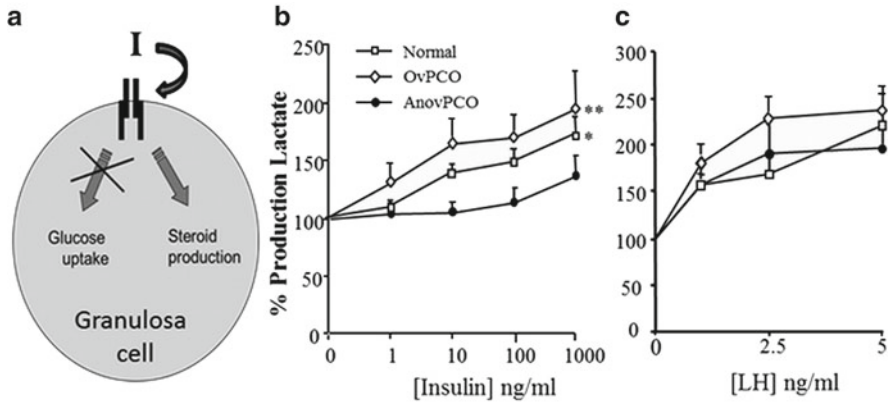 a
I
Glucose
uptake
Steroid
production
Granulosa
cell
b
% Production Lactate
250
200
150
100
50
0
Normal
OvPCO
AnovPCO
**
*
0 1 10 100 1000
[Insulin] ng/ml
c
300
250
200
150
100
50
0
0 2.5 5
[LH] ng/ml